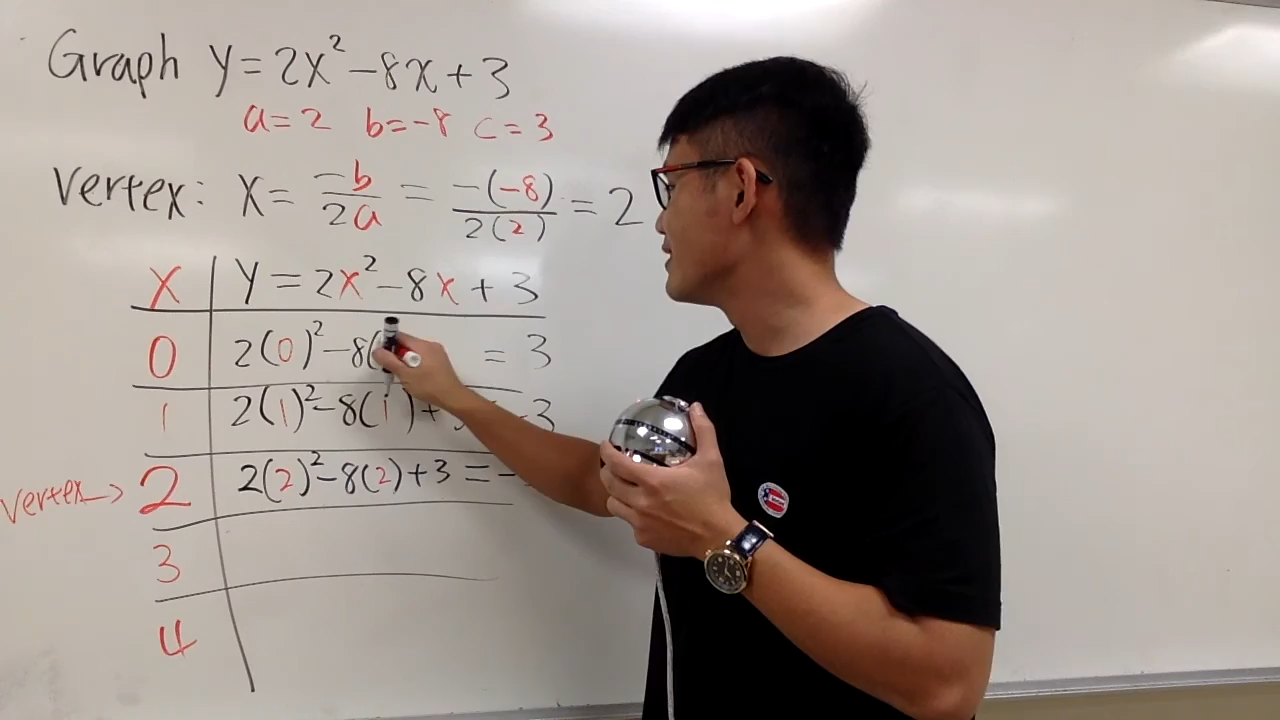 Graph y=2x²-8x+3
a=2 b=-8 c=3
Vertex: x= -b/2a = -(-8)/2(2) = 2
x y=2x²-8x+3
0 2(0)²-8( = 3
1 2(1)²-8(1)+ -3
vertex→ 2 2(2)²-8(2)+3=-
3
4